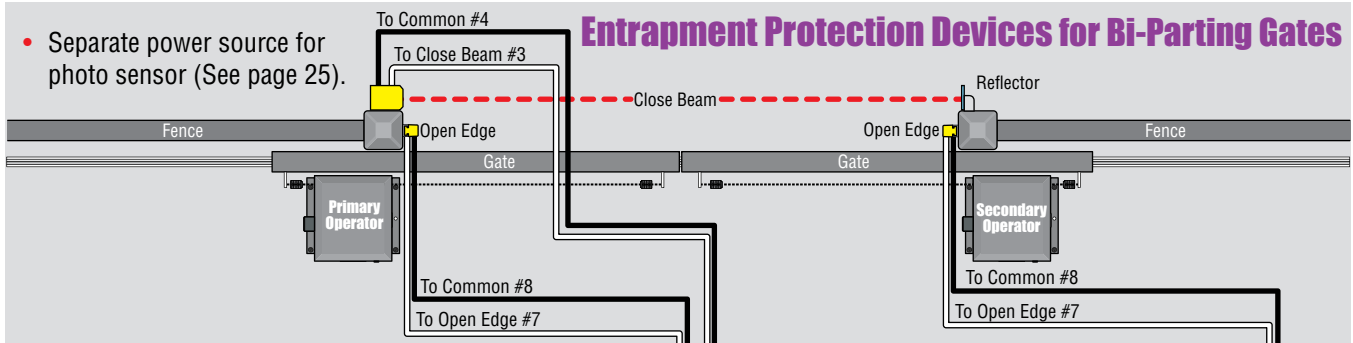 To Common #4
Entrapment Protection Devices for Bi-Parting Gates
• Separate power source for
photo sensor (See page 25).
To Close Beam #3
Reflector
Close Beam
Fence
Open Edge
Open Edge
Fence
Gate
Gate
Primary
Operator
Secondary
Operator
To Common #8
To Common #8
To Open Edge #7
To Open Edge #7